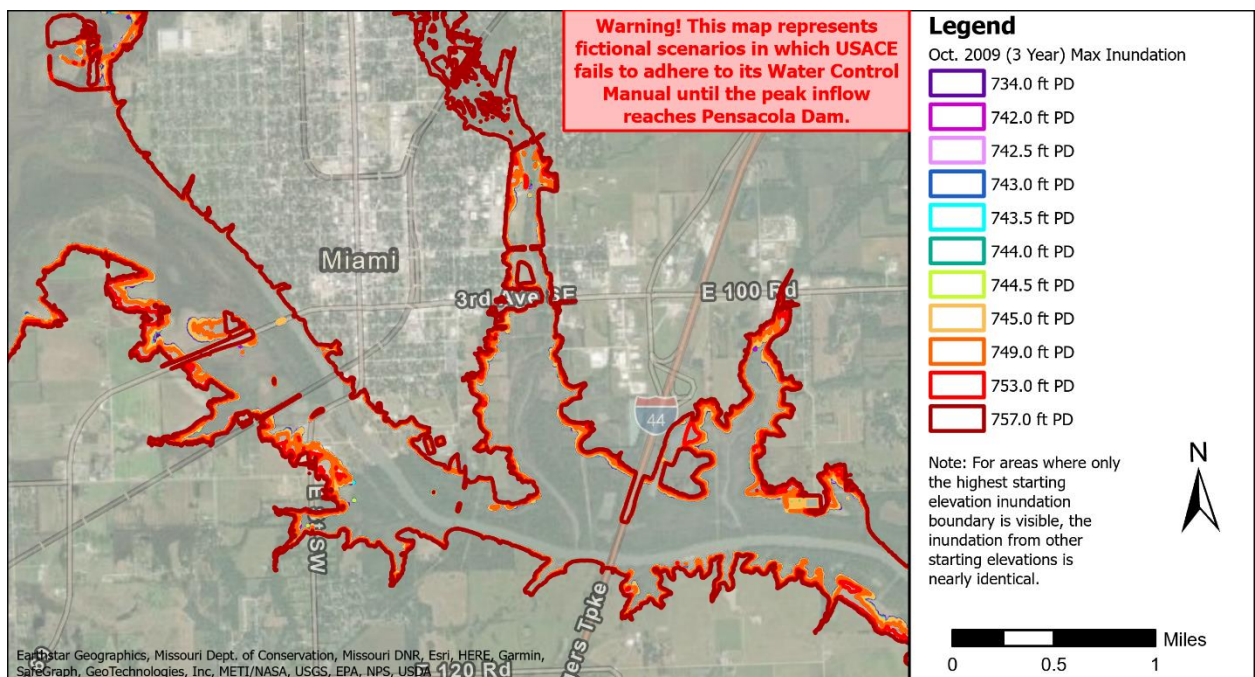 Warning! This map represents
fictional scenarios in which USACE
fails to adhere to its Water Control
Manual until the peak inflow
reaches Pensacola Dam.
Miami
3rd Ave SE
E 100 Rd
44
SW
E 120 Rd
Tpke
Earthstar Geographics, Missouri Dept. of Conservation, Missouri DNR, Esri, HERE, Garmin,
SafeGraph, GeoTechnologies, Inc, METI/NASA, USGS, EPA, NPS, USDA
Legend
Oct. 2009 (3 Year) Max Inundation
734.0 ft PD
742.0 ft PD
742.5 ft PD
743.0 ft PD
743.5 ft PD
744.0 ft PD
744.5 ft PD
745.0 ft PD
749.0 ft PD
753.0 ft PD
757.0 ft PD
Note: For areas where only
the highest starting
elevation inundation
boundary is visible, the
inundation from other
starting elevations is
nearly identical.
N
Miles
0 0.5 1